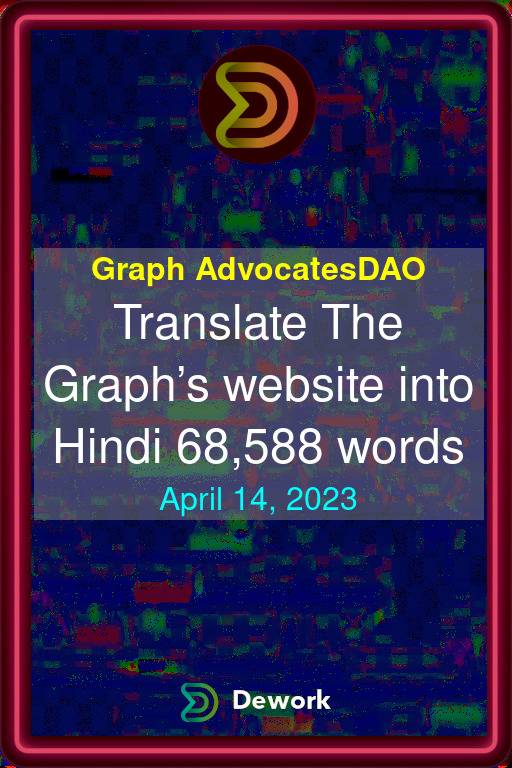 Graph AdvocatesDAO
Translate The
Graph’s website into
Hindi 68,588 words
April 14, 2023
Dework